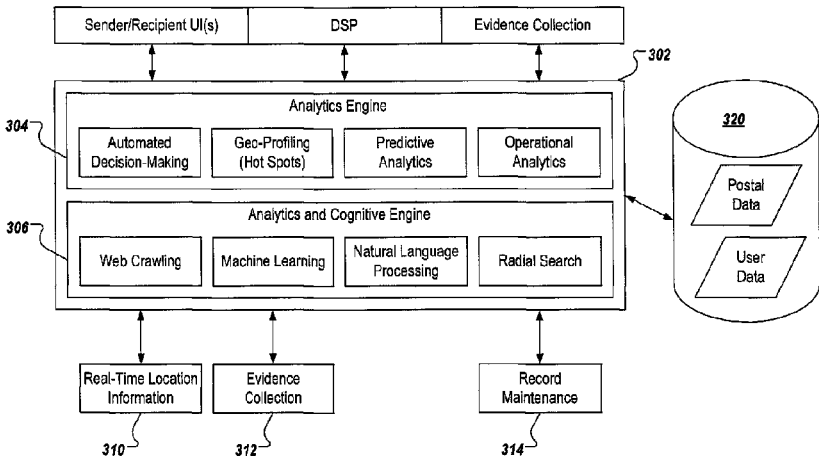 Sender/Recipient UI(s)
DSP
Evidence Collection
302
Analytics Engine
304
Automated
Decision-Making
Geo-Profiling
(Hot Spots)
Predictive
Analytics
Operational
Analytics
320
Postal
Data
User
Data
Analytics and Cognitive Engine
306
Web Crawling
Machine Learning
Natural Language
Processing
Radial Search
Real-Time Location
Information
310
Evidence
Collection
312
Record
Maintenance
314